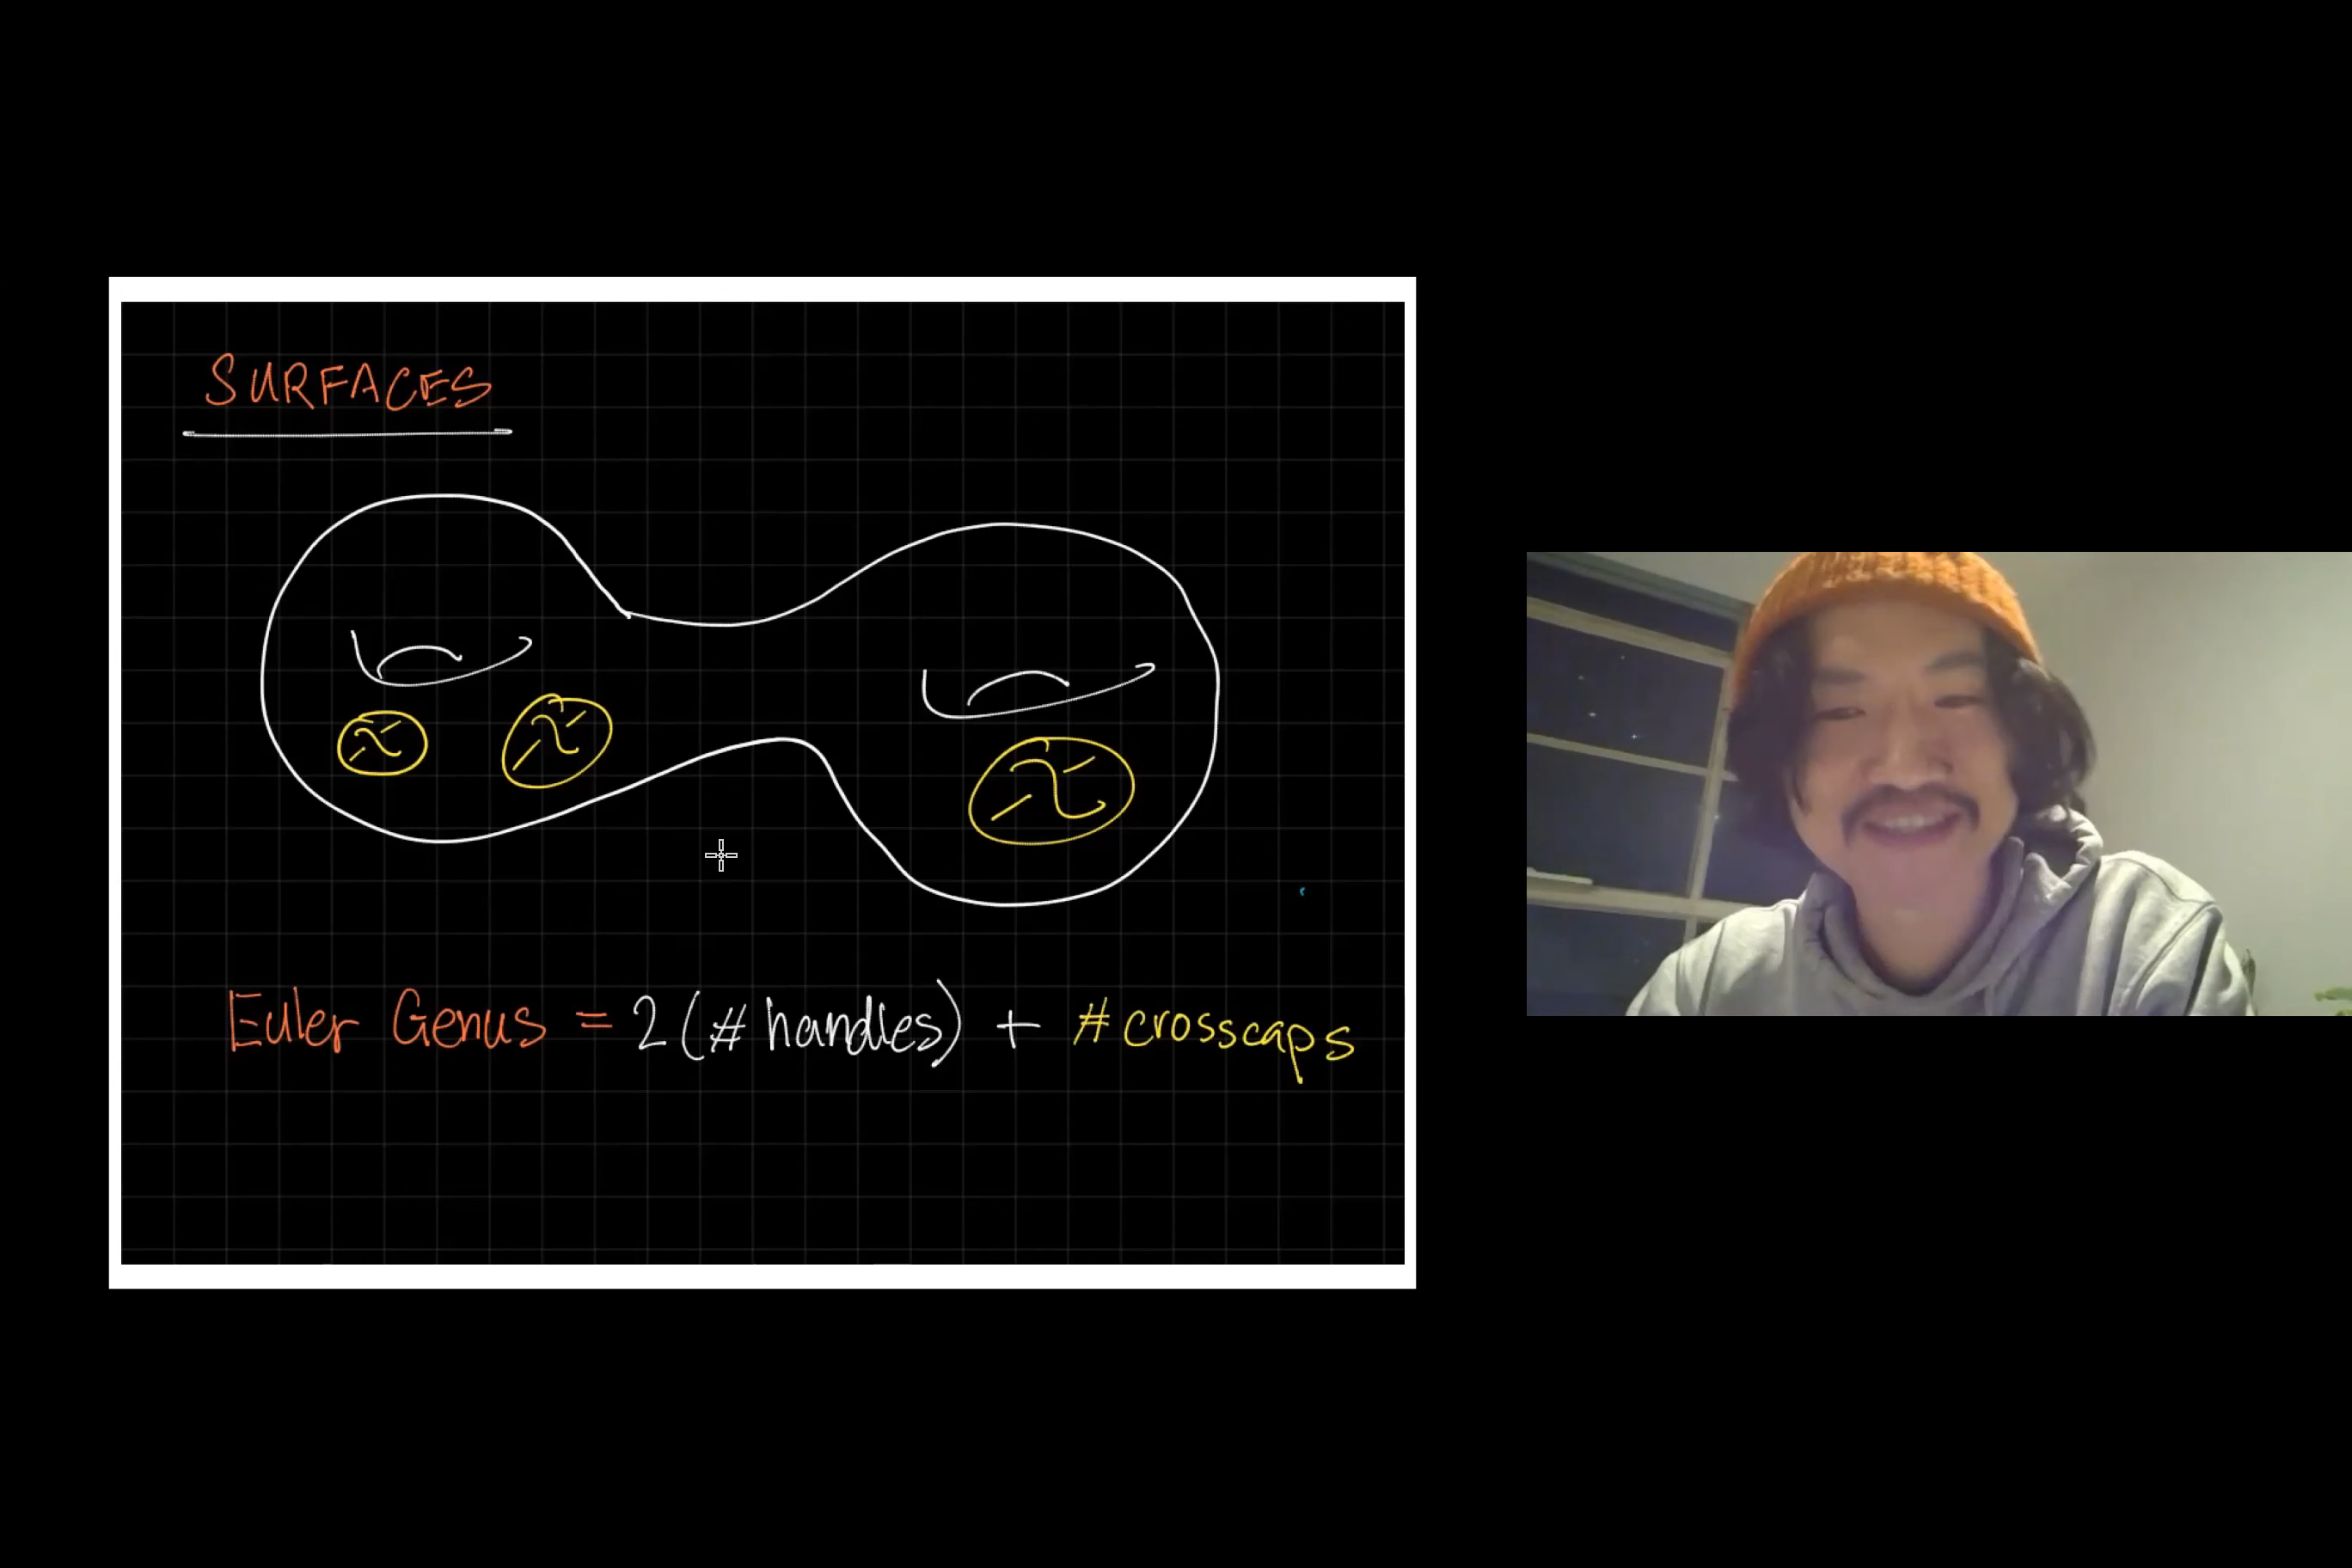 SURFACES
Euler Genus = 2 (# handles) + # crosscaps